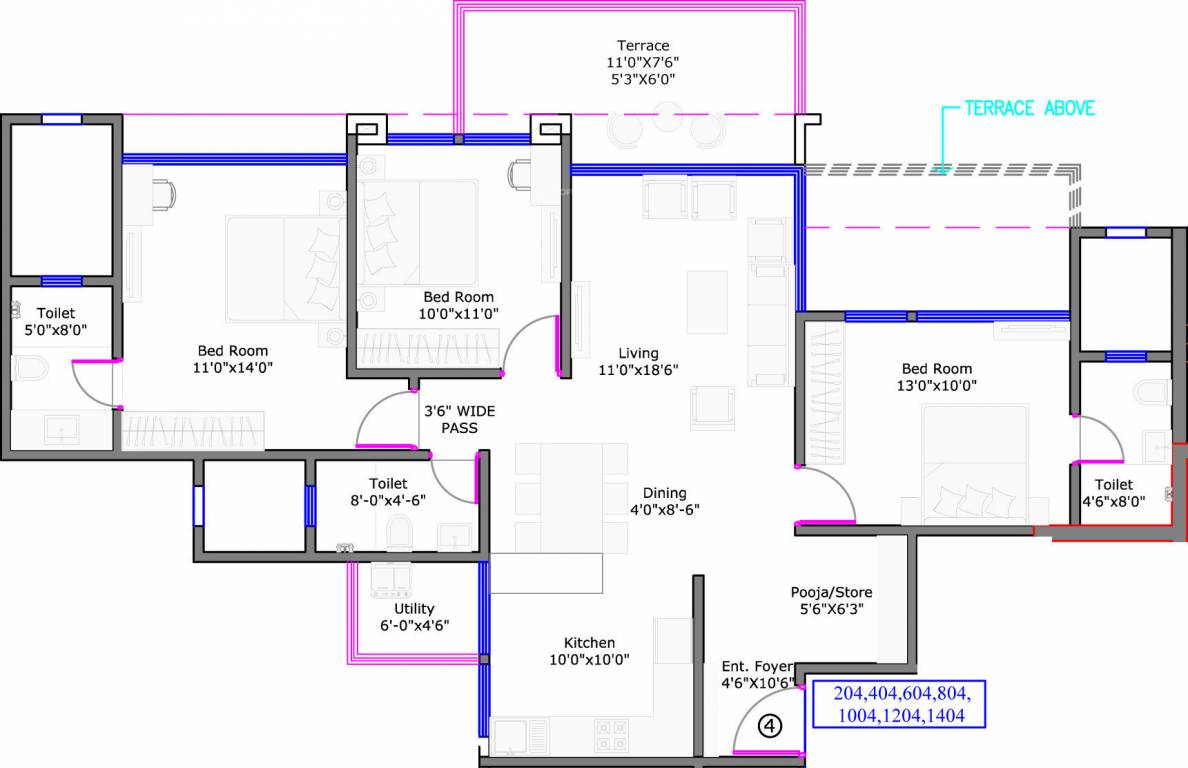 Terrace
11'0"X7'6"
5'3"X6'0"
TERRACE ABOVE
Toilet
5'0"x8'0"
Bed Room
11'0"x14'0"
Bed Room
10'0"x11'0"
Living
11'0"x18'6"
Bed Room
13'0"x10'0"
3'6" WIDE
PASS
Toilet
8'-0"x4'-6"
Dining
4'0"x8'-6"
Toilet
4'6"x8'0"
Utility
6'-0"x4'6"
Kitchen
10'0"x10'0"
Pooja/Store
5'6"X6'3"
Ent. Foyer
4'6"X10'6"
4
204,404,604,804,
1004,1204,1404